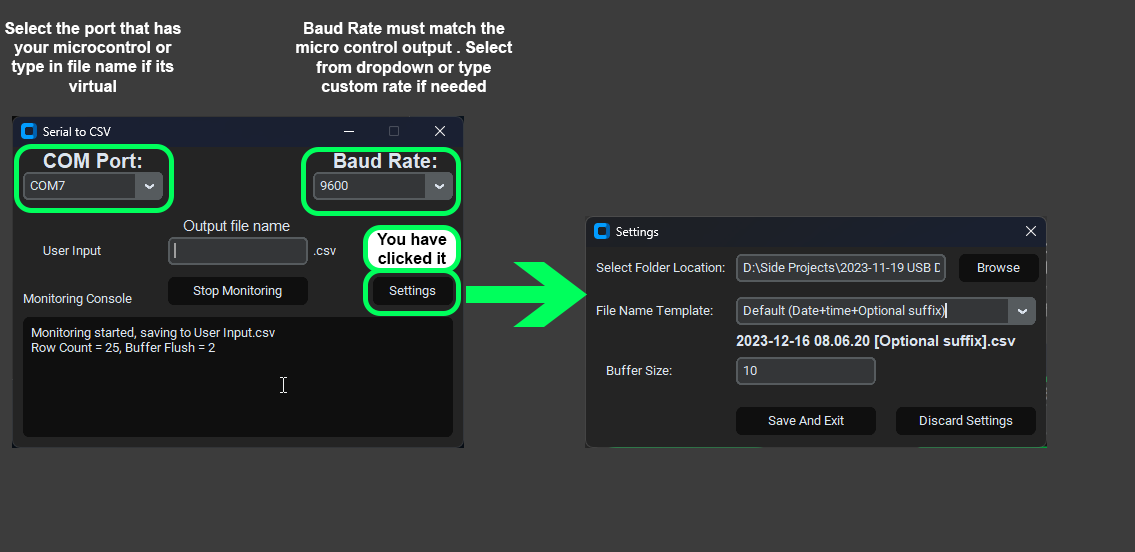 Select the port that has
your microcontrol or
type in file name if its
virtual
Baud Rate must match the
micro control output . Select
from dropdown or type
custom rate if needed
Serial to CSV
COM Port:
Baud Rate:
COM7
9600
Output file name
User Input
.csv
You have
clicked it
Monitoring Console
Stop Monitoring
Settings
Monitoring started, saving to User Input.csv
Row Count = 25, Buffer Flush = 2
Settings
Select Folder Location:
D:\Side Projects\2023-11-19 USB D
Browse
File Name Template:
Default (Date+time+Optional suffix)
2023-12-16 08.06.20 [Optional suffix].csv
Buffer Size:
10
Save And Exit
Discard Settings